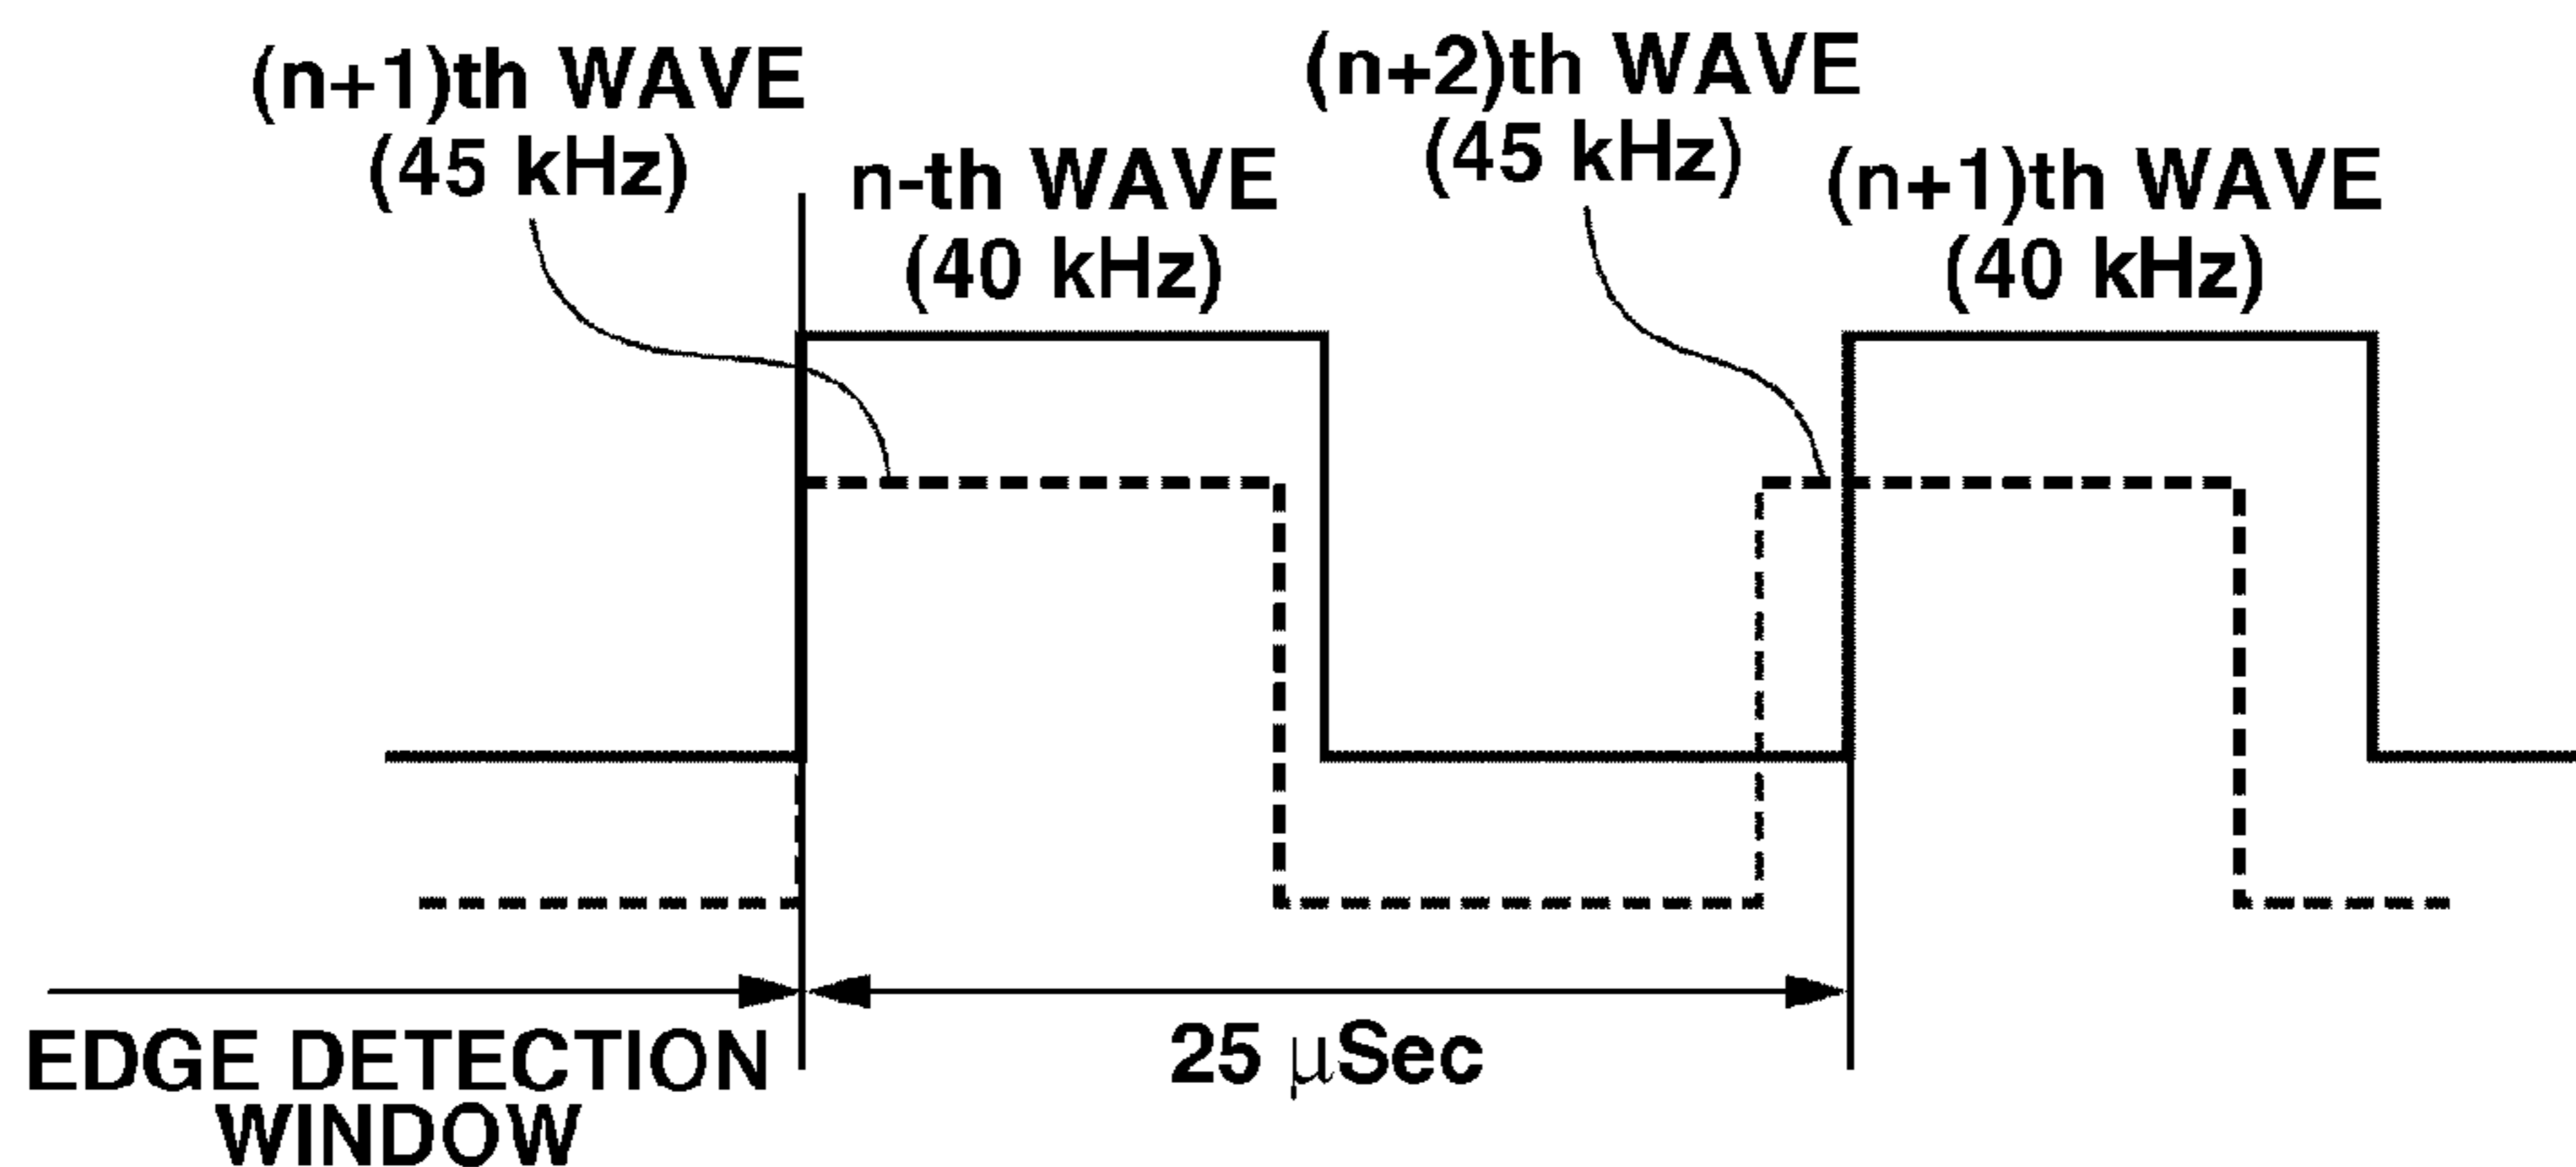 (n+1)th WAVE
(45 kHz)
n-th WAVE
(40 kHz)
(n+2)th WAVE
(45 kHz)
(n+1)th WAVE
(40 kHz)
EDGE DETECTION
WINDOW
25 μSec